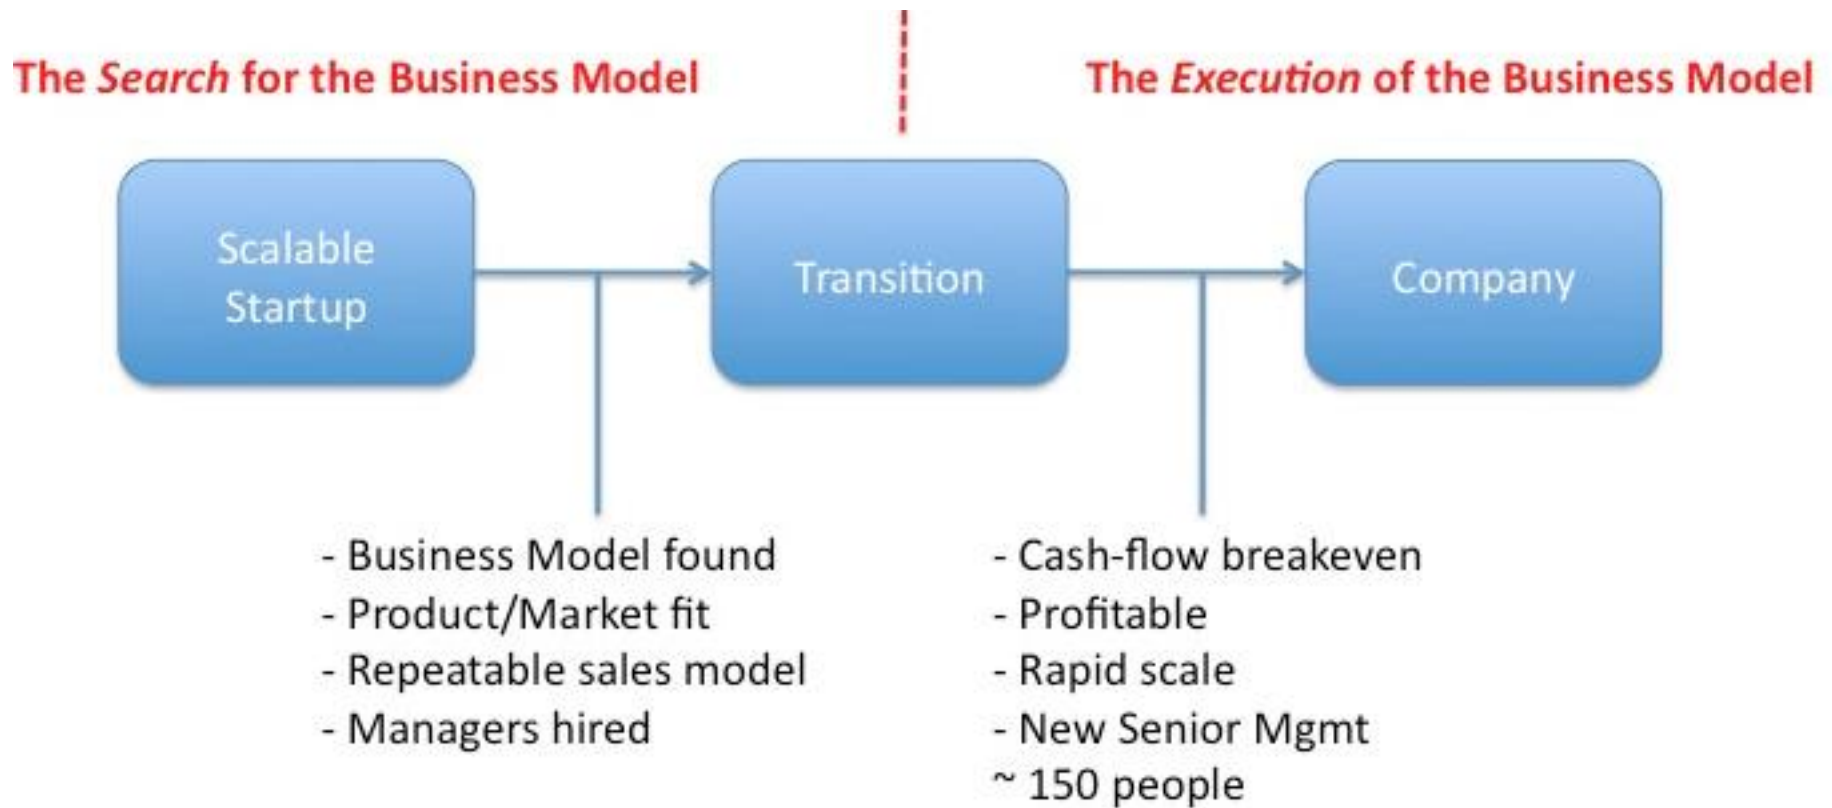 The Search for the Business Model
The Execution of the Business Model
Scalable
Startup
Transition
Company
- Business Model found
- Product/Market fit
- Repeatable sales model
- Managers hired
- Cash-flow breakeven
- Profitable
- Rapid scale
- New Senior Mgmt
~ 150 people